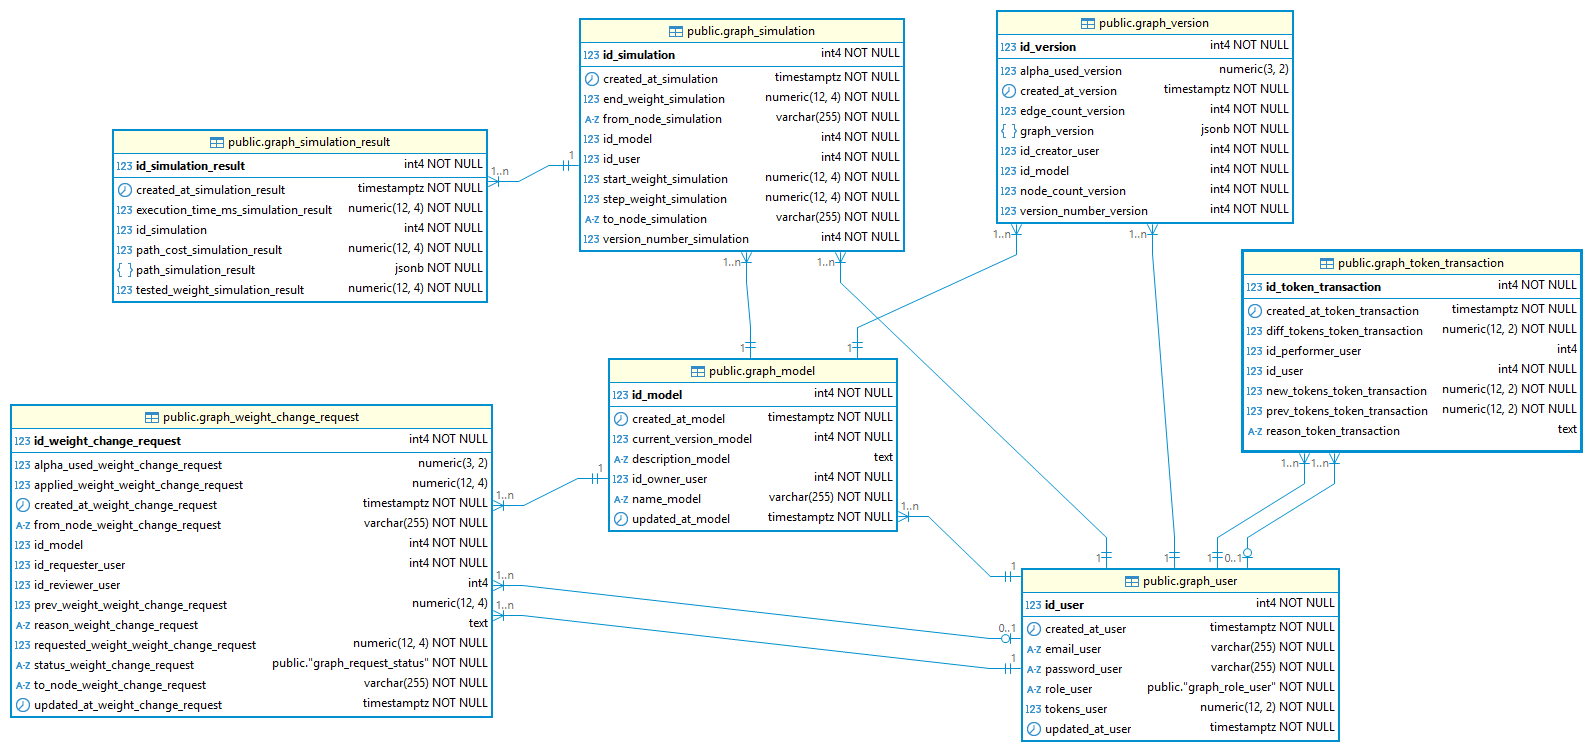 public.graph_simulation
123 id_simulation int4 NOT NULL
created_at_simulation timestamptz NOT NULL
123 end_weight_simulation numeric(12, 4) NOT NULL
A-Z from_node_simulation varchar(255) NOT NULL
123 id_model int4 NOT NULL
123 id_user int4 NOT NULL
123 start_weight_simulation numeric(12, 4) NOT NULL
123 step_weight_simulation numeric(12, 4) NOT NULL
A-Z to_node_simulation varchar(255) NOT NULL
123 version_number_simulation int4 NOT NULL
1..n
1..n
public.graph_version
123 id_version int4 NOT NULL
123 alpha_used_version numeric(3, 2)
created_at_version timestamptz NOT NULL
123 edge_count_version int4 NOT NULL
{ } graph_version jsonb NOT NULL
123 id_creator_user int4 NOT NULL
123 id_model int4 NOT NULL
123 node_count_version int4 NOT NULL
123 version_number_version int4 NOT NULL
1..n
1..n
public.graph_simulation_result
123 id_simulation_result int4 NOT NULL
created_at_simulation_result timestamptz NOT NULL
123 execution_time_ms_simulation_result numeric(12, 4) NOT NULL
123 id_simulation int4 NOT NULL
123 path_cost_simulation_result numeric(12, 4) NOT NULL
{ } path_simulation_result jsonb NOT NULL
123 tested_weight_simulation_result numeric(12, 4) NOT NULL
1..n
1
public.graph_token_transaction
123 id_token_transaction int4 NOT NULL
created_at_token_transaction timestamptz NOT NULL
123 diff_tokens_token_transaction numeric(12, 2) NOT NULL
123 id_performer_user int4
123 id_user int4 NOT NULL
123 new_tokens_token_transaction numeric(12, 2) NOT NULL
123 prev_tokens_token_transaction numeric(12, 2) NOT NULL
A-Z reason_token_transaction text
1..n
1..n
1
1
public.graph_model
123 id_model int4 NOT NULL
created_at_model timestamptz NOT NULL
123 current_version_model int4 NOT NULL
A-Z description_model text
123 id_owner_user int4 NOT NULL
A-Z name_model varchar(255) NOT NULL
updated_at_model timestamptz NOT NULL
1
1..n
public.graph_weight_change_request
123 id_weight_change_request int4 NOT NULL
123 alpha_used_weight_change_request numeric(3, 2)
123 applied_weight_weight_change_request numeric(12, 4)
created_at_weight_change_request timestamptz NOT NULL
A-Z from_node_weight_change_request varchar(255) NOT NULL
123 id_model int4 NOT NULL
123 id_requester_user int4 NOT NULL
123 id_reviewer_user int4
123 prev_weight_weight_change_request numeric(12, 4)
A-Z reason_weight_change_request text
123 requested_weight_weight_change_request numeric(12, 4) NOT NULL
A-Z status_weight_change_request public."graph_request_status" NOT NULL
A-Z to_node_weight_change_request varchar(255) NOT NULL
updated_at_weight_change_request timestamptz NOT NULL
1..n
1..n
1..n
1
1
1
0..1
1
0..1
1
public.graph_user
123 id_user int4 NOT NULL
created_at_user timestamptz NOT NULL
A-Z email_user varchar(255) NOT NULL
A-Z password_user varchar(255) NOT NULL
A-Z role_user public."graph_role_user" NOT NULL
123 tokens_user numeric(12, 2) NOT NULL
updated_at_user timestamptz NOT NULL